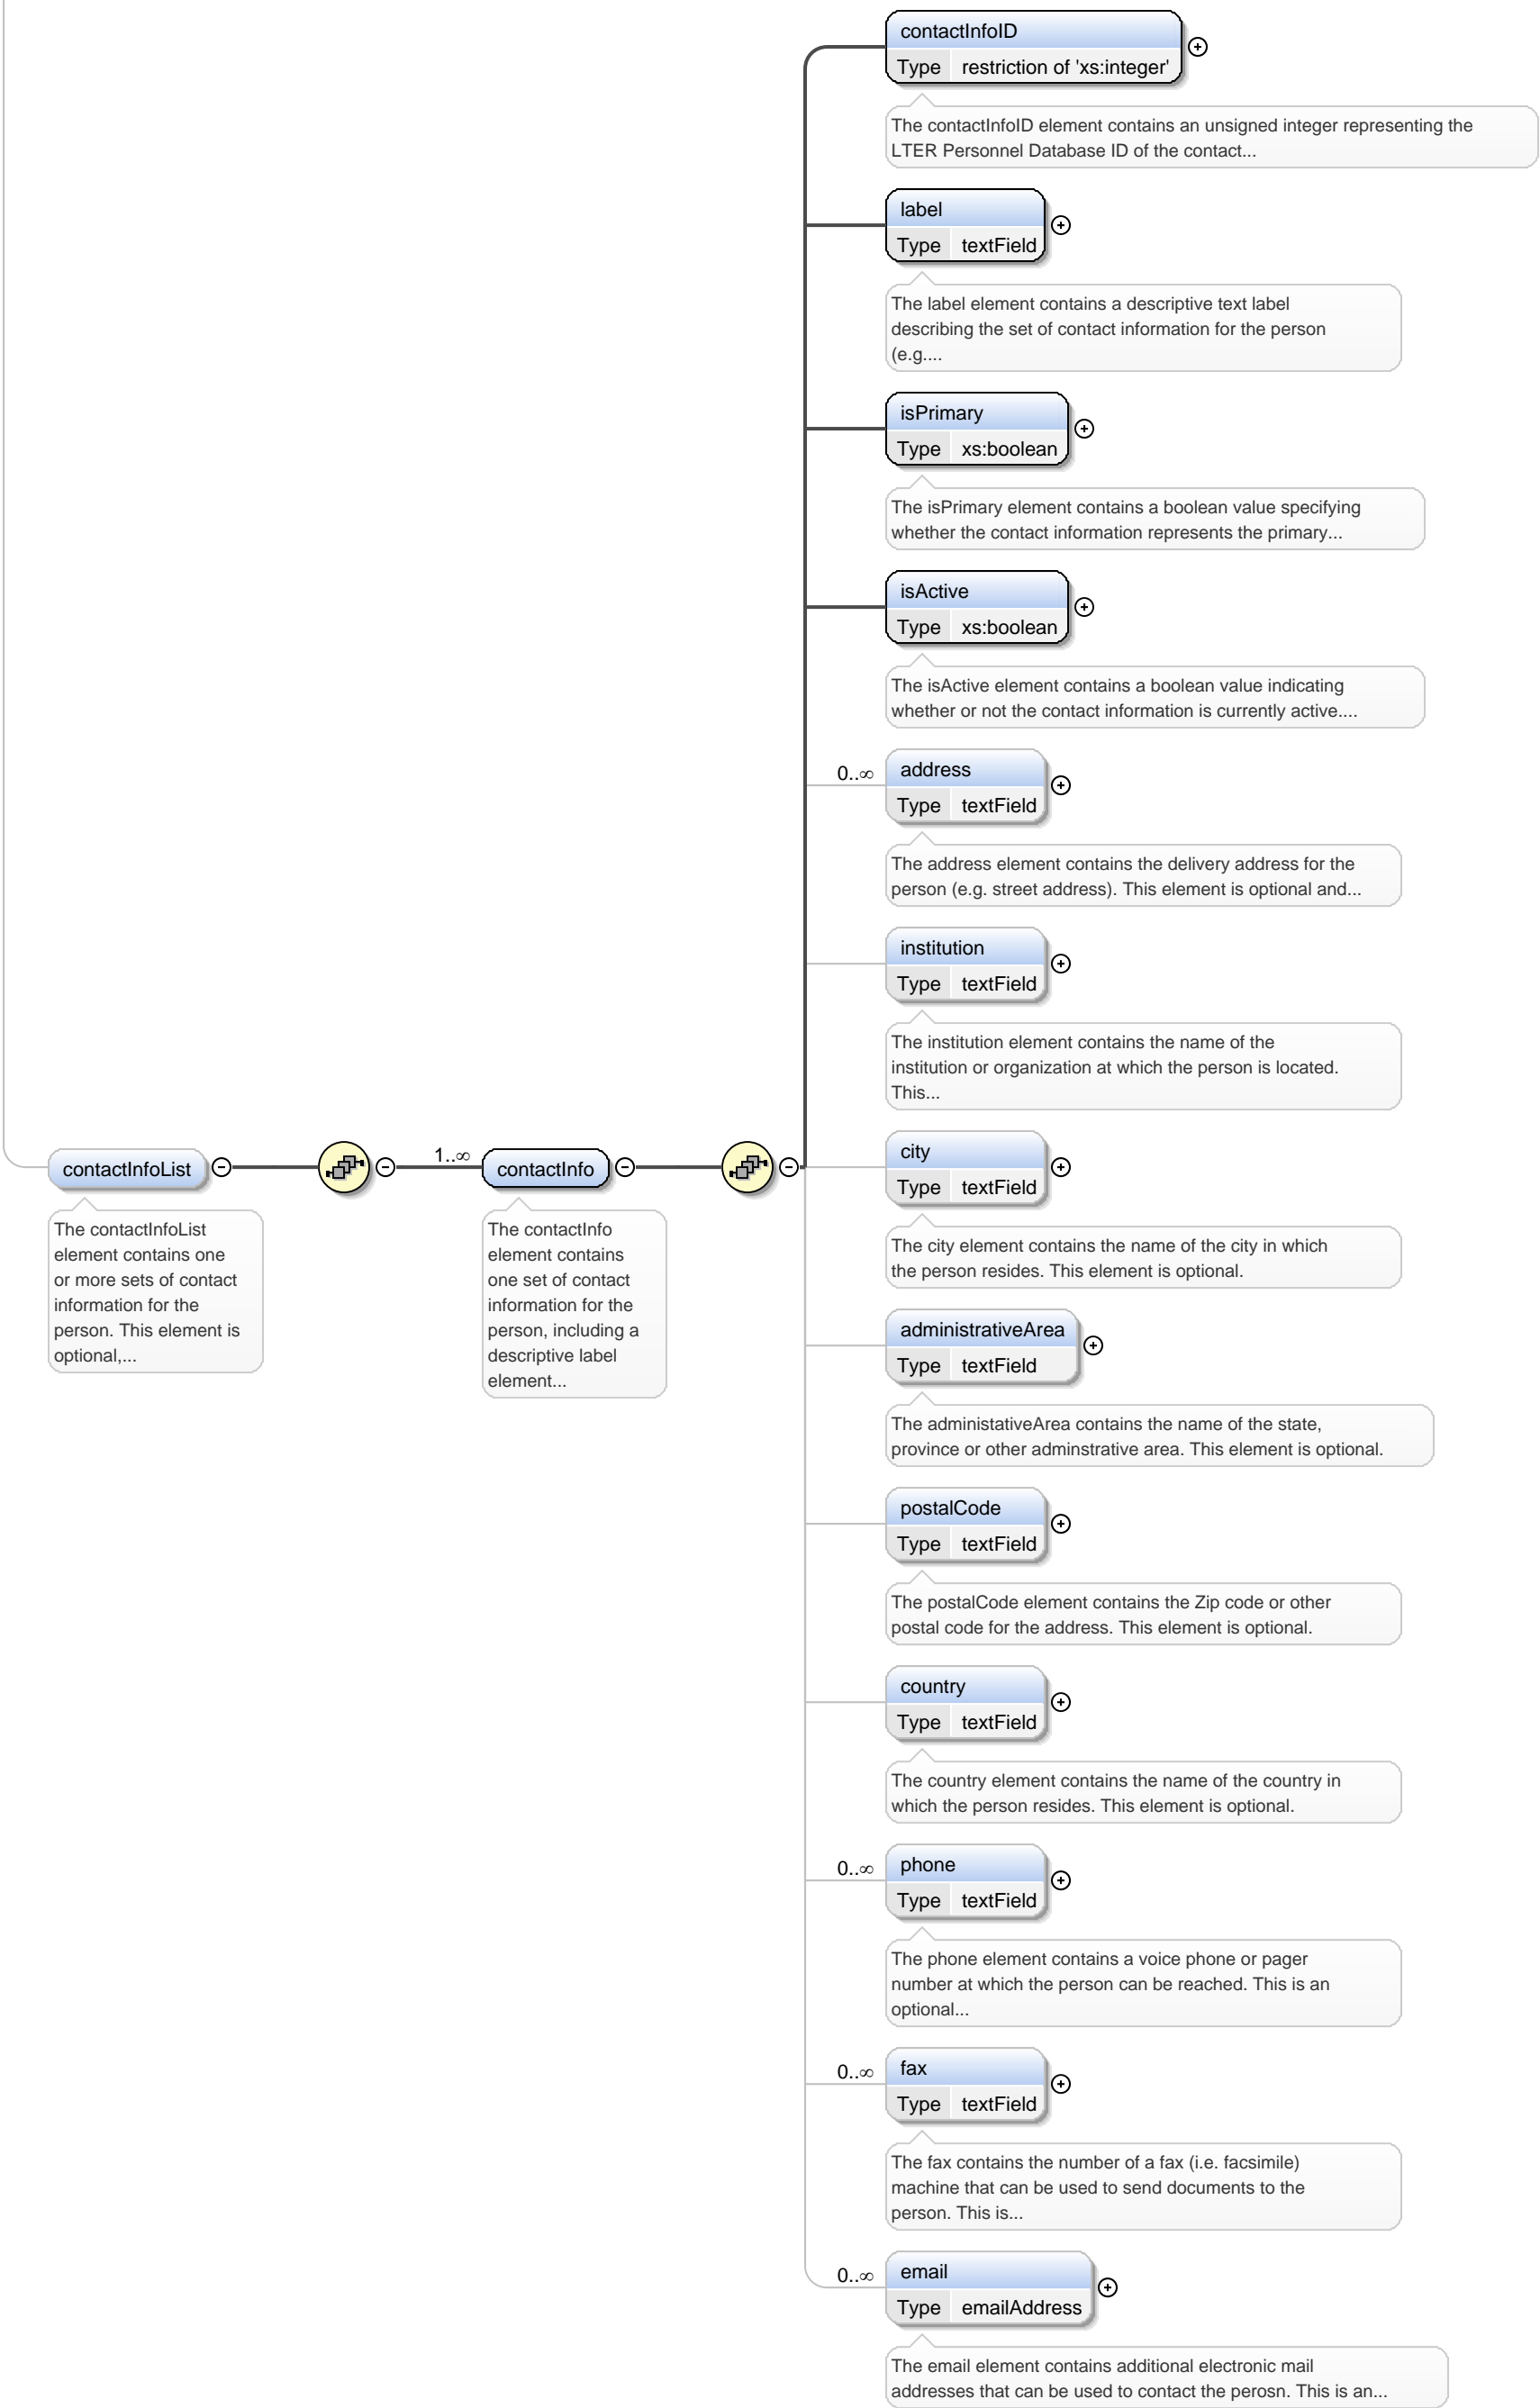 contactInfoID
Type restriction of 'xs:integer'
The contactInfoID element contains an unsigned integer representing the
LTER Personnel Database ID of the contact...
label
Type textField
The label element contains a descriptive text label
describing the set of contact information for the person
(e.g....
isPrimary
Type xs:boolean
The isPrimary element contains a boolean value specifying
whether the contact information represents the primary...
isActive
Type xs:boolean
The isActive element contains a boolean value indicating
whether or not the contact information is currently active....
0..∞
address
Type textField
The address element contains the delivery address for the
person (e.g. street address). This element is optional and...
institution
Type textField
The institution element contains the name of the
institution or organization at which the person is located.
This...
contactInfoList
The contactInfoList
element contains one
or more sets of contact
information for the
person. This element is
optional,...
1..∞
contactInfo
The contactInfo
element contains
one set of contact
information for the
person, including a
descriptive label
element...
city
Type textField
The city element contains the name of the city in which
the person resides. This element is optional.
administrativeArea
Type textField
The administativeArea contains the name of the state,
province or other adminstrative area. This element is optional.
postalCode
Type textField
The postalCode element contains the Zip code or other
postal code for the address. This element is optional.
country
Type textField
The country element contains the name of the country in
which the person resides. This element is optional.
0..∞
phone
Type textField
The phone element contains a voice phone or pager
number at which the person can be reached. This is an
optional...
0..∞
fax
Type textField
The fax contains the number of a fax (i.e. facsimile)
machine that can be used to send documents to the
person. This is...
0..∞
email
Type emailAddress
The email element contains additional electronic mail
addresses that can be used to contact the perosn. This is an...